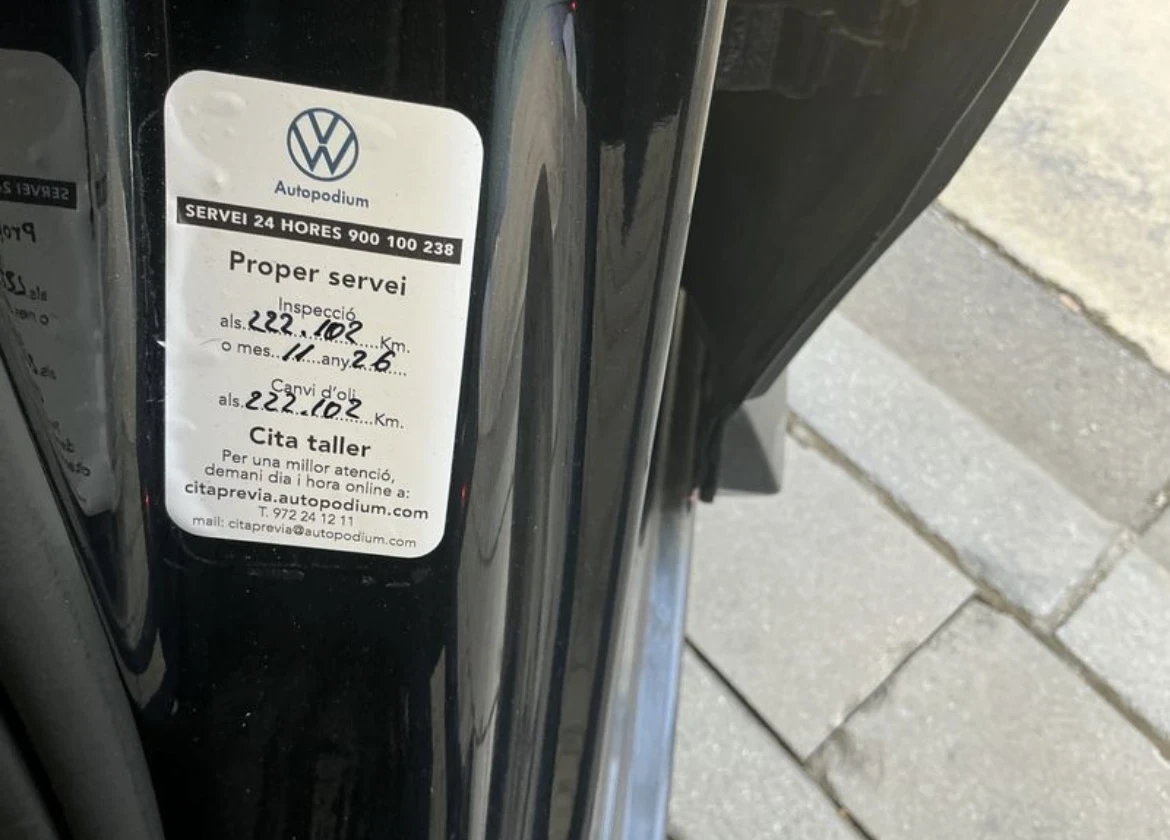 Autopodium
SERVEI 24 HORES 900 100 238
Proper servei
Inspecció
als.222.102....Km.
o mes..11....any26...
Canvi d'oli
als.222.102...Km.
Cita taller
Per una millor atenció,
demani dia i hora online a:
citaprevia.autopodium.com
T. 972 24 12 11
mail: citaprevia@autopodium.com